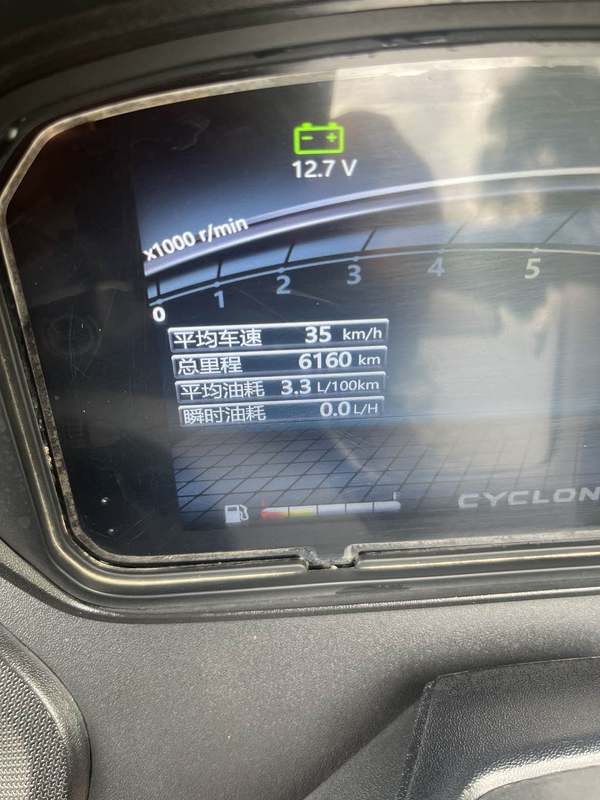 12.7 V
x1000 r/min
0 1 2 3 4 5
平均车速 35 km/h
总里程 6160 km
平均油耗 3.3 L/100km
瞬时油耗 0.0 L/H
CYCLON